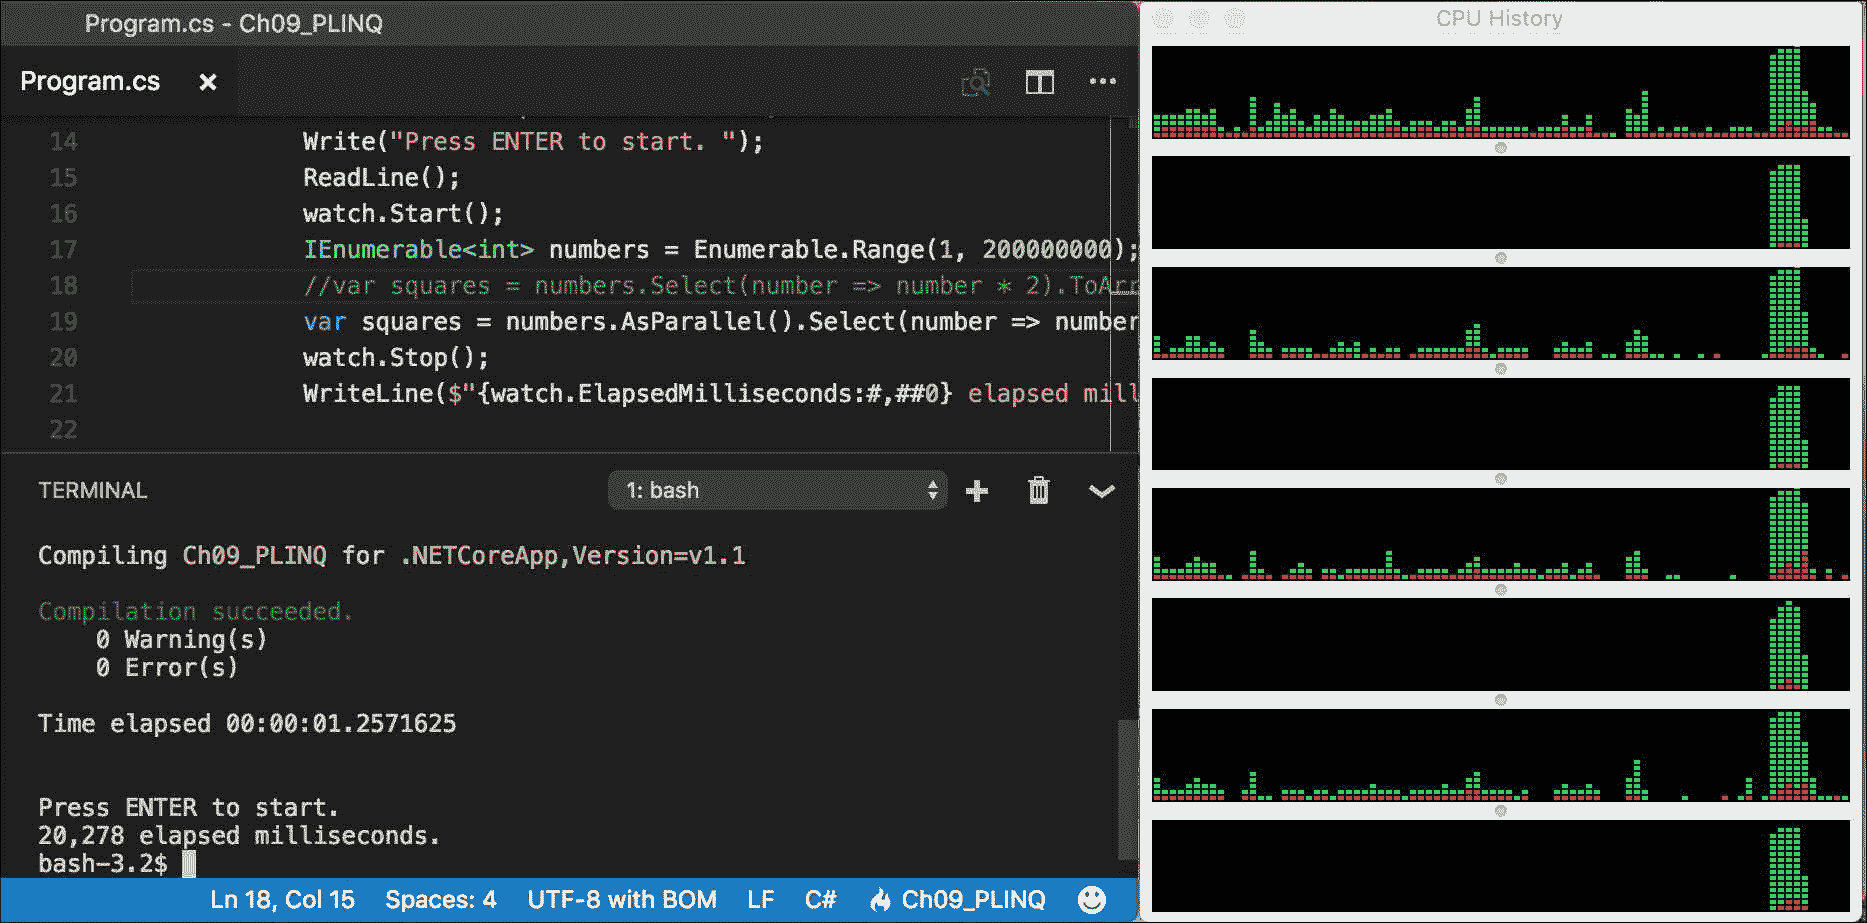 Program.cs - Ch09_PLINQ
CPU History
Program.cs
14 Write("Press ENTER to start. ");
15 ReadLine();
16 watch.Start();
17 IEnumerable<int> numbers = Enumerable.Range(1, 200000000);
18 //var squares = numbers.Select(number => number * 2).ToArr
19 var squares = numbers.AsParallel().Select(number => number
20 watch.Stop();
21 WriteLine($"{watch.ElapsedMilliseconds:#,##0} elapsed mill
22
TERMINAL
1: bash
Compiling Ch09_PLINQ for .NETCoreApp,Version=v1.1
Compilation succeeded.
0 Warning(s)
0 Error(s)
Time elapsed 00:00:01.2571625
Press ENTER to start.
20,278 elapsed milliseconds.
bash-3.2$
Ln 18, Col 15 Spaces: 4 UTF-8 with BOM LF C# Ch09_PLINQ